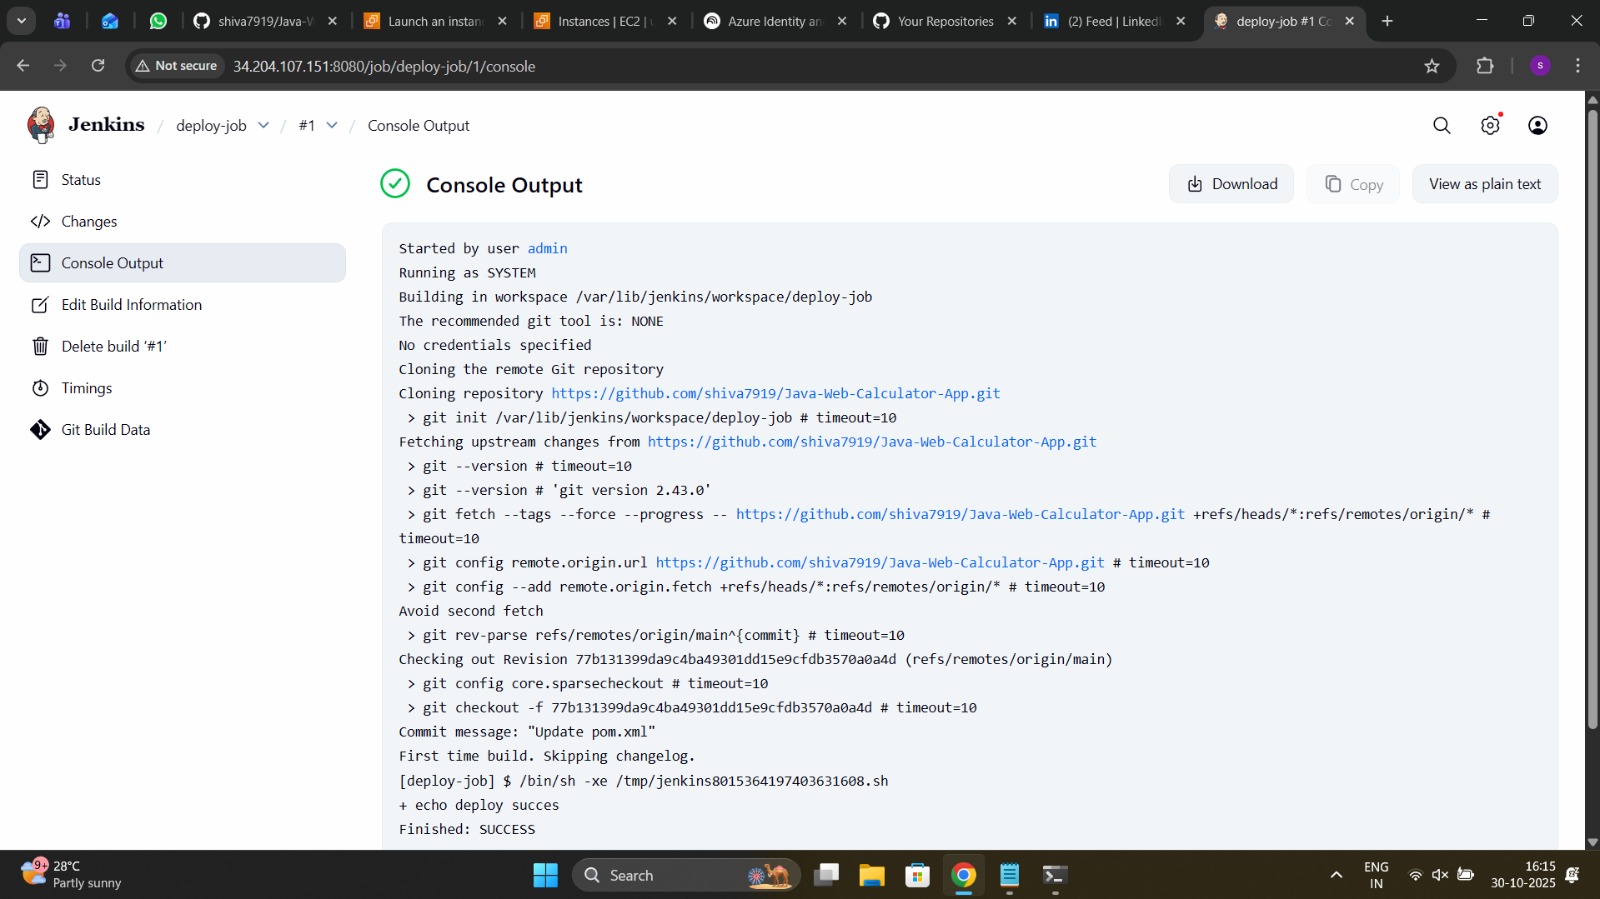 shiva7919/Java-W
Launch an instanc
Instances | EC2 | u
Azure Identity an
Your Repositories
(2) Feed | LinkedI
deploy-job #1 Co
Not secure
34.204.107.151:8080/job/deploy-job/1/console
s
Jenkins / deploy-job / #1 / Console Output
Status
Changes
Console Output
Edit Build Information
Delete build ‘#1’
Timings
Git Build Data
Console Output
Download
Copy
View as plain text
Started by user admin
Running as SYSTEM
Building in workspace /var/lib/jenkins/workspace/deploy-job
The recommended git tool is: NONE
No credentials specified
Cloning the remote Git repository
Cloning repository https://github.com/shiva7919/Java-Web-Calculator-App.git
> git init /var/lib/jenkins/workspace/deploy-job # timeout=10
Fetching upstream changes from https://github.com/shiva7919/Java-Web-Calculator-App.git
> git --version # timeout=10
> git --version # 'git version 2.43.0'
> git fetch --tags --force --progress -- https://github.com/shiva7919/Java-Web-Calculator-App.git +refs/heads/*:refs/remotes/origin/* #
timeout=10
> git config remote.origin.url https://github.com/shiva7919/Java-Web-Calculator-App.git # timeout=10
> git config --add remote.origin.fetch +refs/heads/*:refs/remotes/origin/* # timeout=10
Avoid second fetch
> git rev-parse refs/remotes/origin/main^{commit} # timeout=10
Checking out Revision 77b131399da9c4ba49301dd15e9cfdb3570a0a4d (refs/remotes/origin/main)
> git config core.sparsecheckout # timeout=10
> git checkout -f 77b131399da9c4ba49301dd15e9cfdb3570a0a4d # timeout=10
Commit message: "Update pom.xml"
First time build. Skipping changelog.
[deploy-job] $ /bin/sh -xe /tmp/jenkins8015364197403631608.sh
+ echo deploy succes
Finished: SUCCESS
9+
28°C
Partly sunny
Search
ENG
IN
16:15
30-10-2025